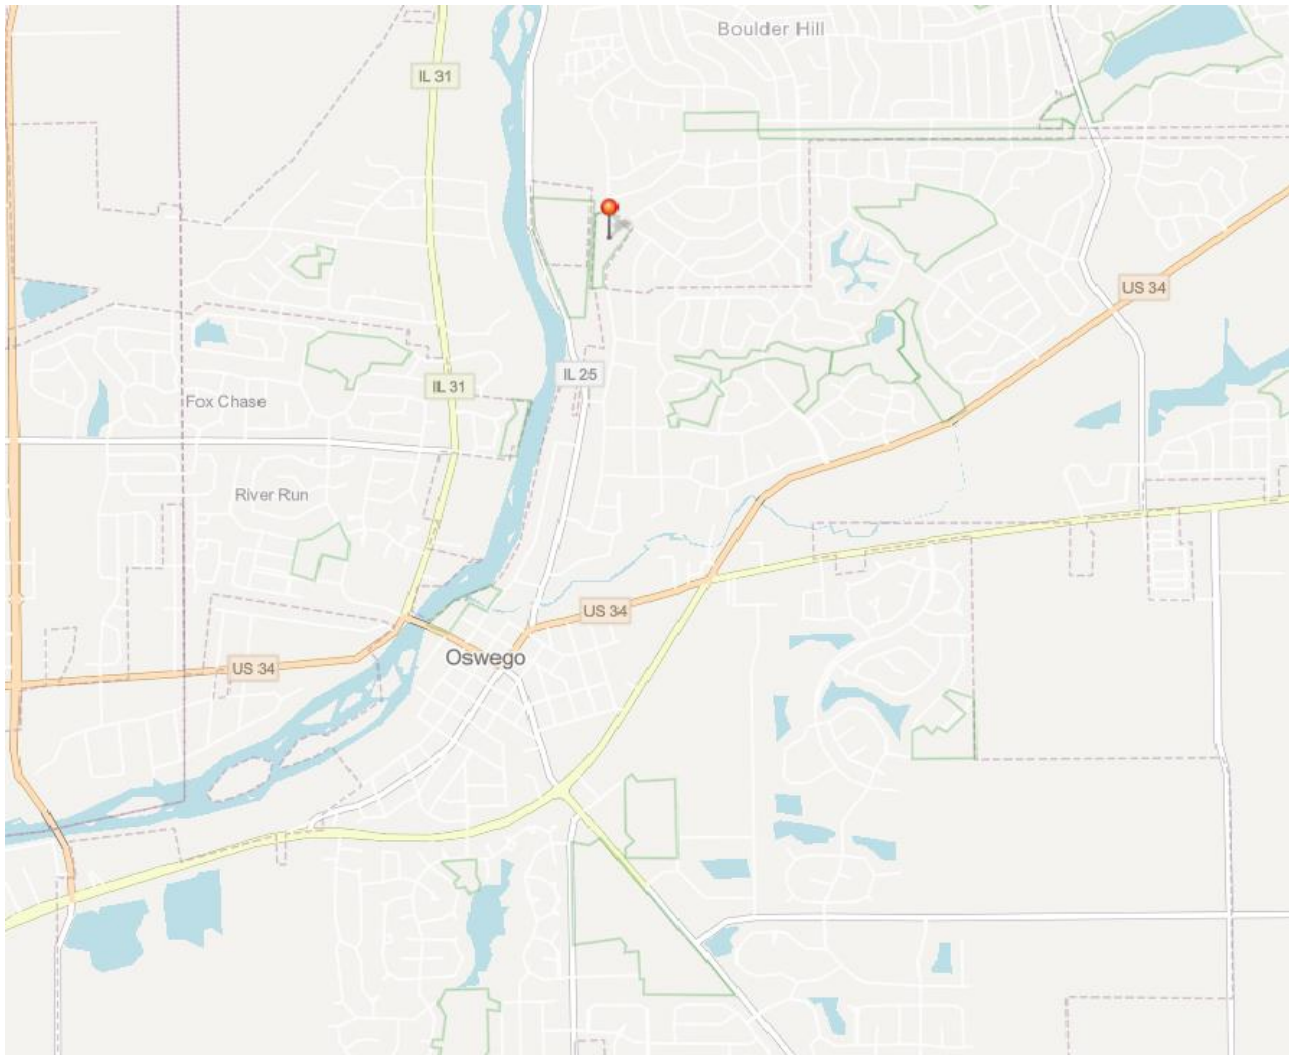 Boulder Hill
IL 31
US 34
IL 25
IL 31
Fox Chase
River Run
US 34
Oswego
US 34